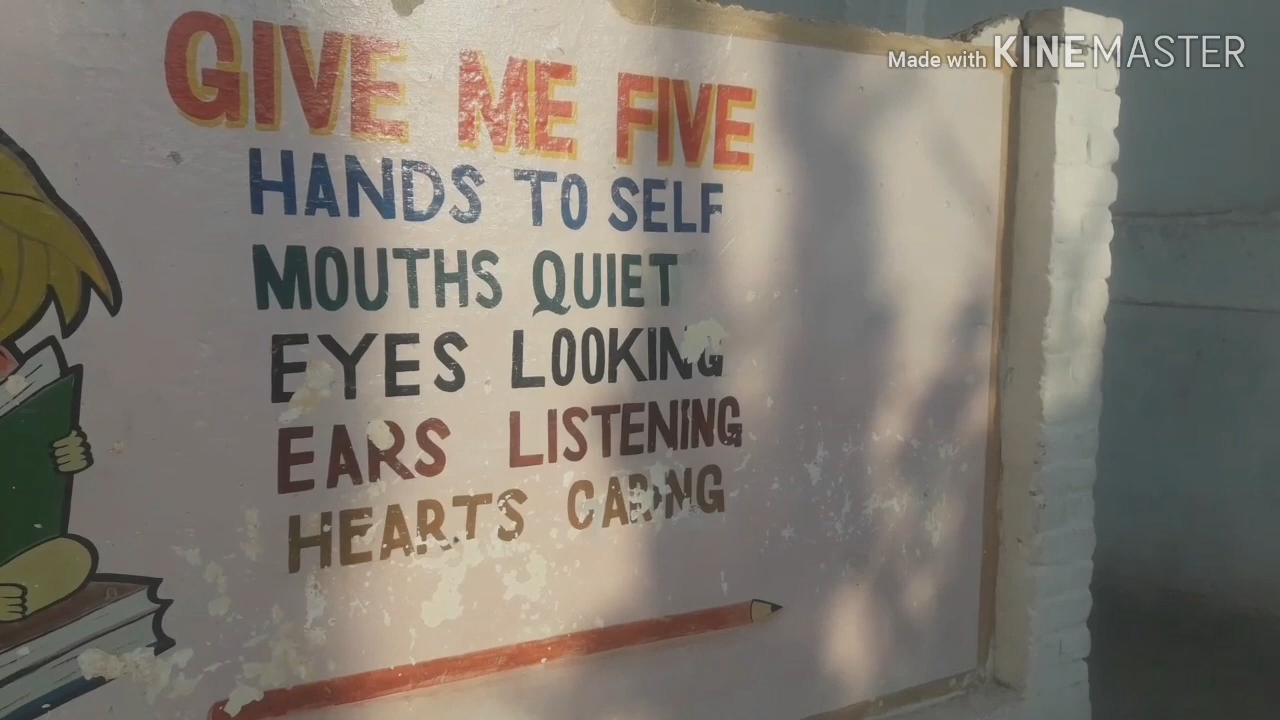 Made with KINEMASTER
GIVE ME FIVE
HANDS TO SELF
MOUTHS QUIET
EYES LOOKING
EARS LISTENING
HEARTS CARING